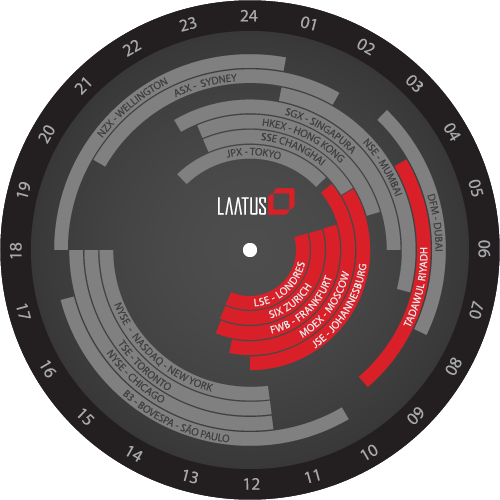 24
01
02
03
04
05
06
07
08
09
10
11
12
13
14
15
16
17
18
19
20
21
22
23
NZX - WELLINGTON
ASX - SYDNEY
SGX - SINGAPURA
HKEX - HONG KONG
SSE CHANGHAI
JPX - TOKYO
NSE - MUMBAI
DFM - DUBAI
TADAWUL RIYADH
LAATUS
LSE - LONDRES
SIX ZURICH
FWB - FRANKFURT
MOEX - MOSCOW
JSE - JOHANNESBURG
NYSE - NASDAQ - NEW YORK
TSE - TORONTO
NYSE - CHICAGO
B3 - BOVESPA - SÃO PAULO